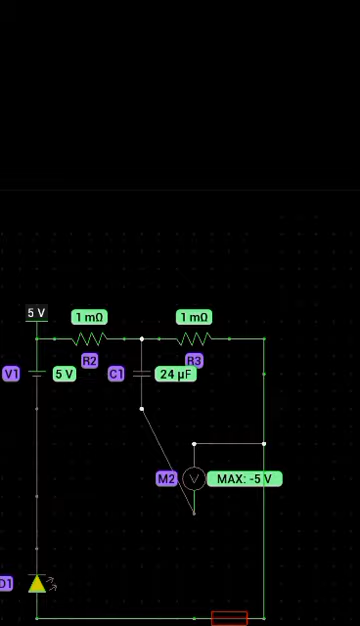 5 V
1 mΩ 1 mΩ
R2 R3
V1 5 V C1 24 µF
M2 V MAX: -5 V
D1